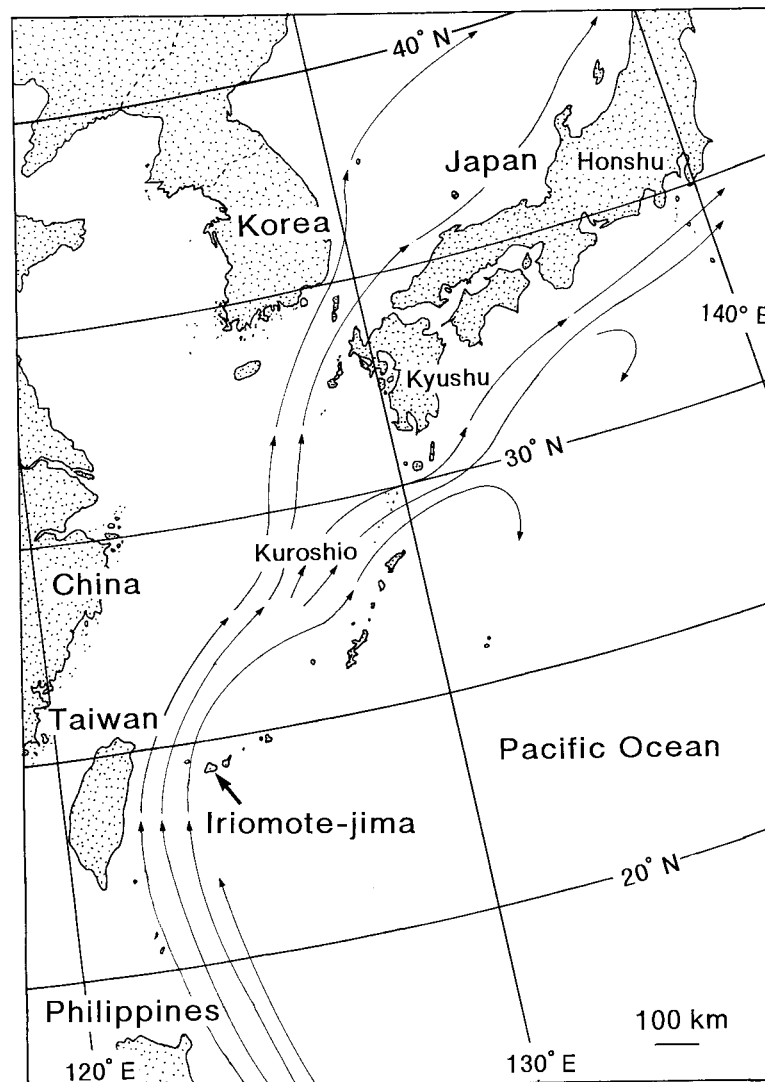 40° N
Japan
Honshu
Korea
140° E
Kyushu
30° N
Kuroshio
China
Taiwan
Pacific Ocean
Iriomote-jima
20° N
Philippines
100 km
120° E
130° E